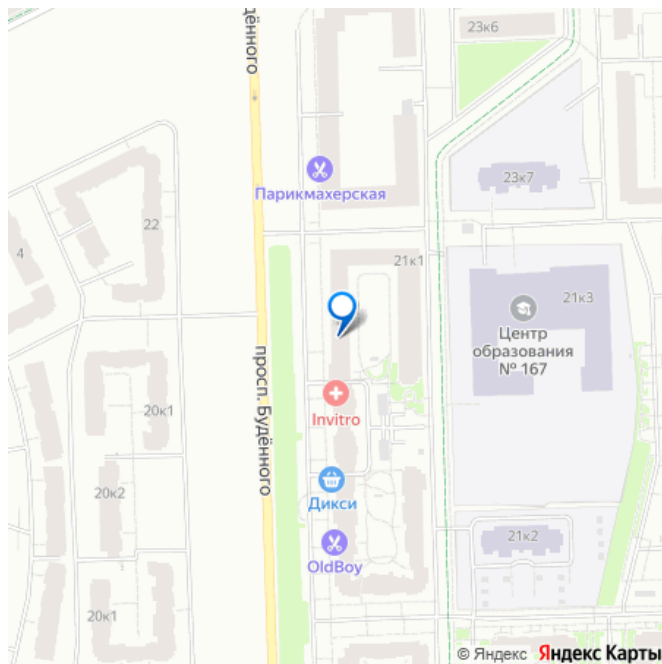 дённого
23к6
Парикмахерская
23к7
22
4
21к1
21к3
Центр
образования
№ 167
просп. Будённого
20к1
Invitro
20к2
Дикси
21к2
OldBoy
20к1
© Яндекс Яндекс Карты